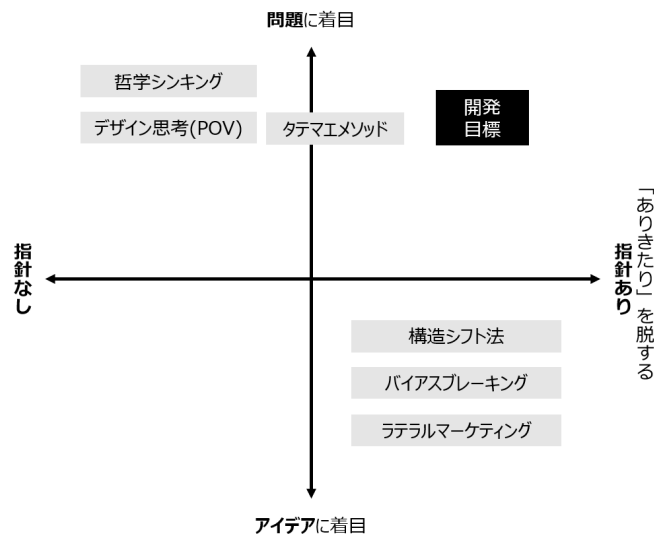 問題に着目
哲学シンキング
デザイン思考(POV)
タテマエメソッド
開発
目標
指針なし
指針あり
「ありきたり」を脱する
構造シフト法
バイアスブレーキング
ラテラルマーケティング
アイデアに着目